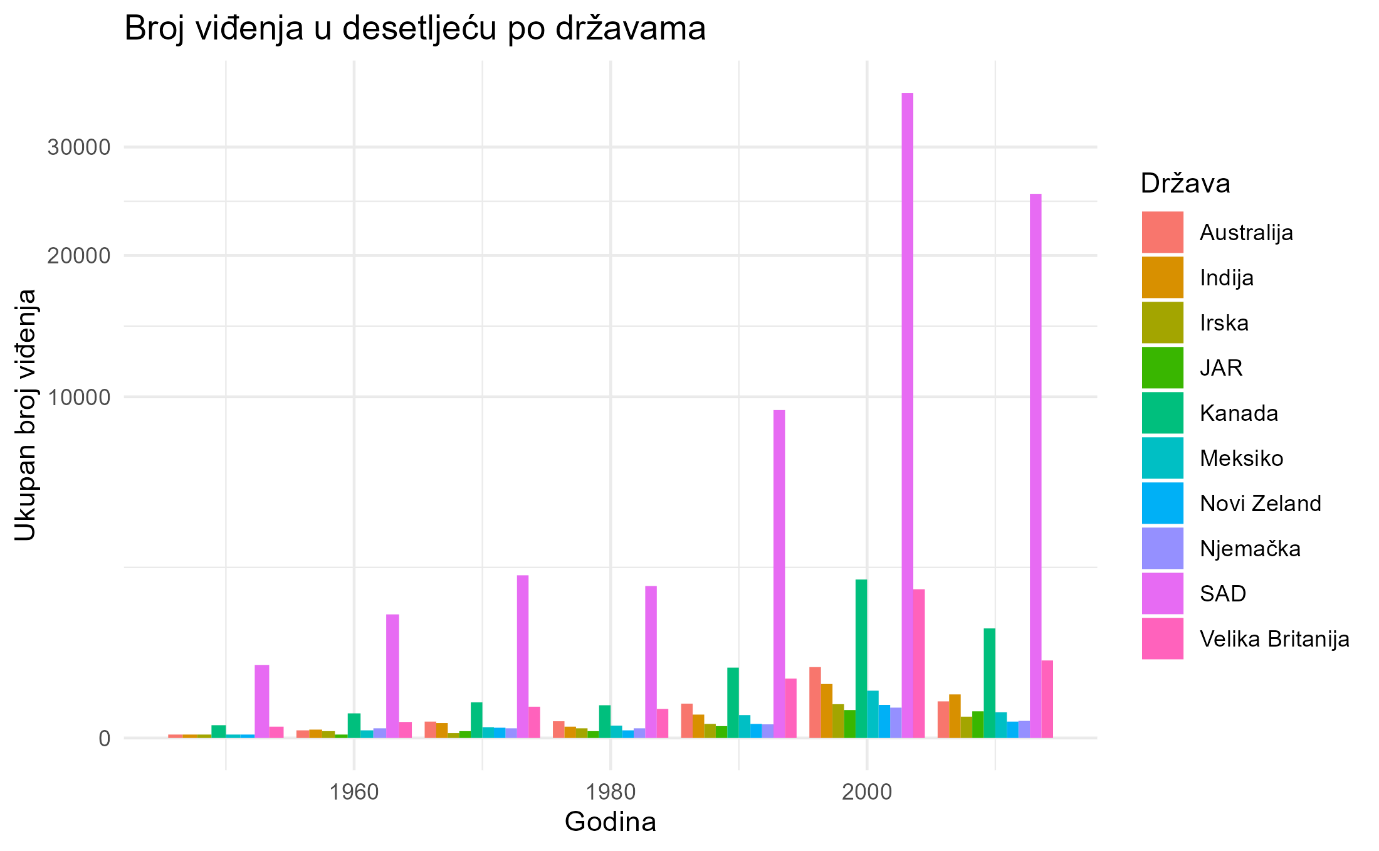 Broj viđenja u desetljeću po državama
Ukupan broj viđenja
30000
20000
10000
0
1960
1980
2000
Godina
Država
Australija
Indija
Irska
JAR
Kanada
Meksiko
Novi Zeland
Njemačka
SAD
Velika Britanija